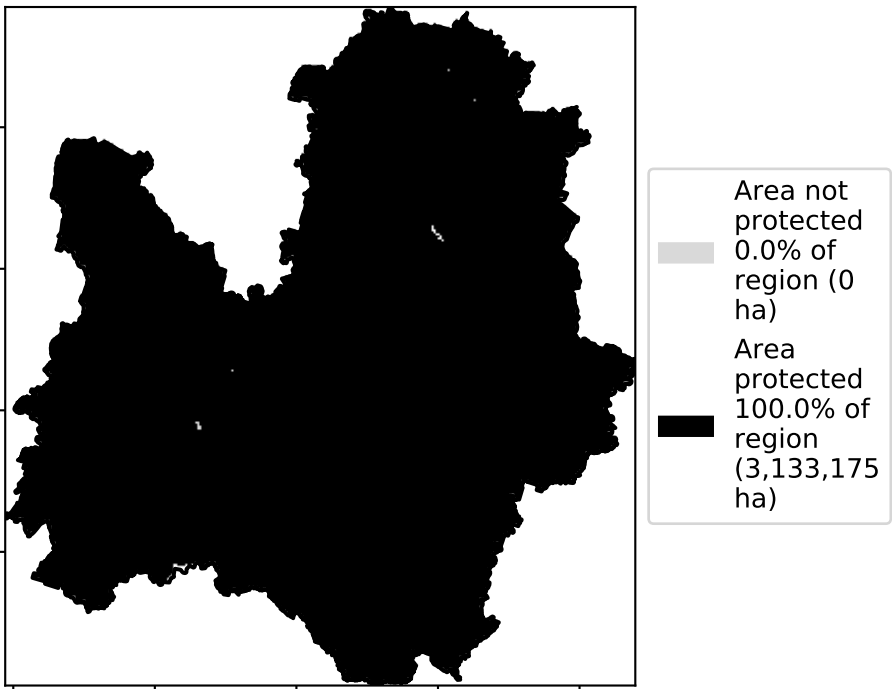 Area not
protected
0.0% of
region (0
ha)
Area
protected
100.0% of
region
(3,133,175
ha)